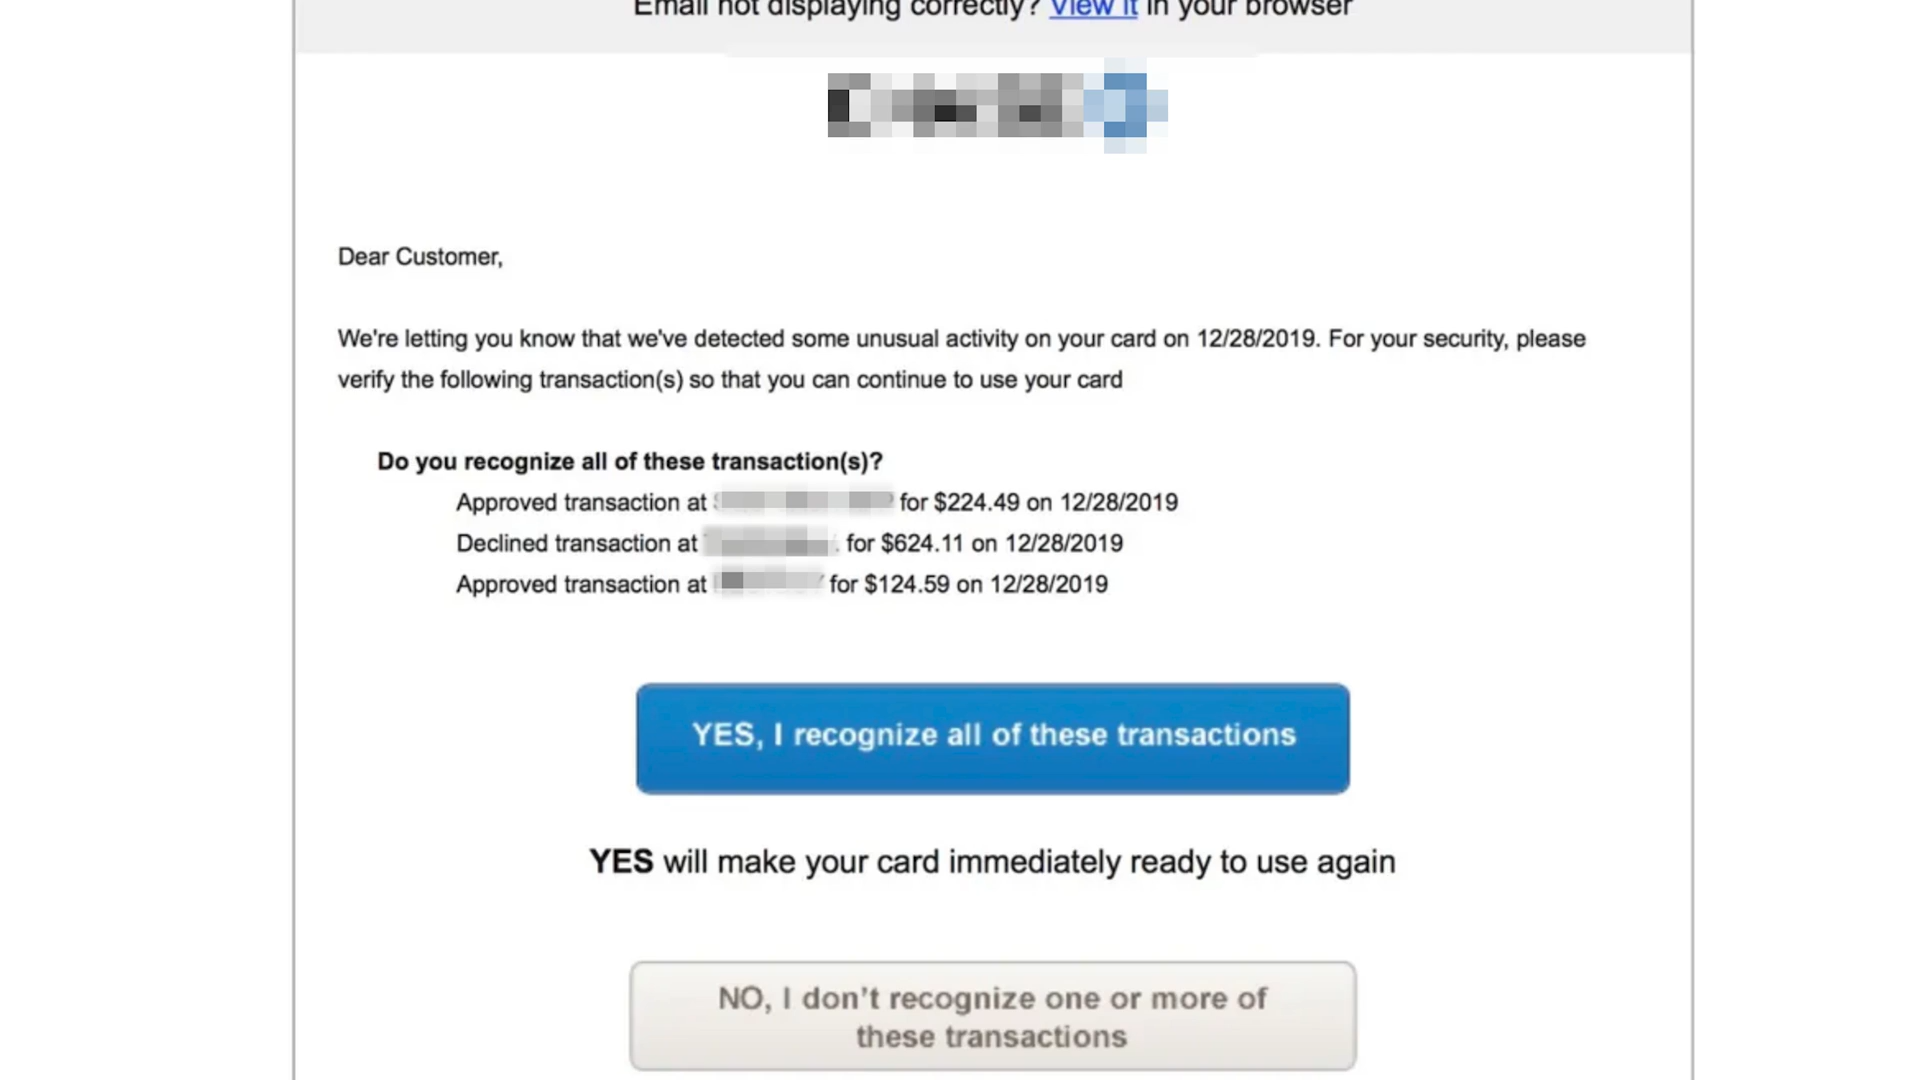 Email not displaying correctly? View it in your browser
Dear Customer,
We're letting you know that we've detected some unusual activity on your card on 12/28/2019. For your security, please
verify the following transaction(s) so that you can continue to use your card
Do you recognize all of these transaction(s)?
Approved transaction at for $224.49 on 12/28/2019
Declined transaction at for $624.11 on 12/28/2019
Approved transaction at for $124.59 on 12/28/2019
YES, I recognize all of these transactions
YES will make your card immediately ready to use again
NO, I don't recognize one or more of
these transactions